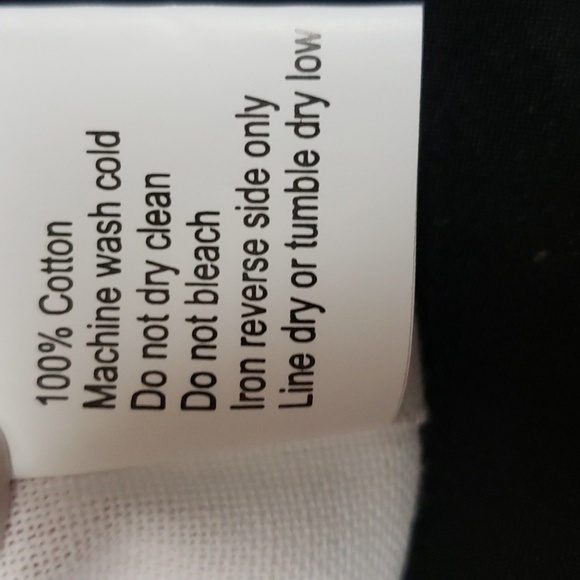 100% Cotton
Machine wash cold
Do not dry clean
Do not bleach
Iron reverse side only
Line dry or tumble dry low